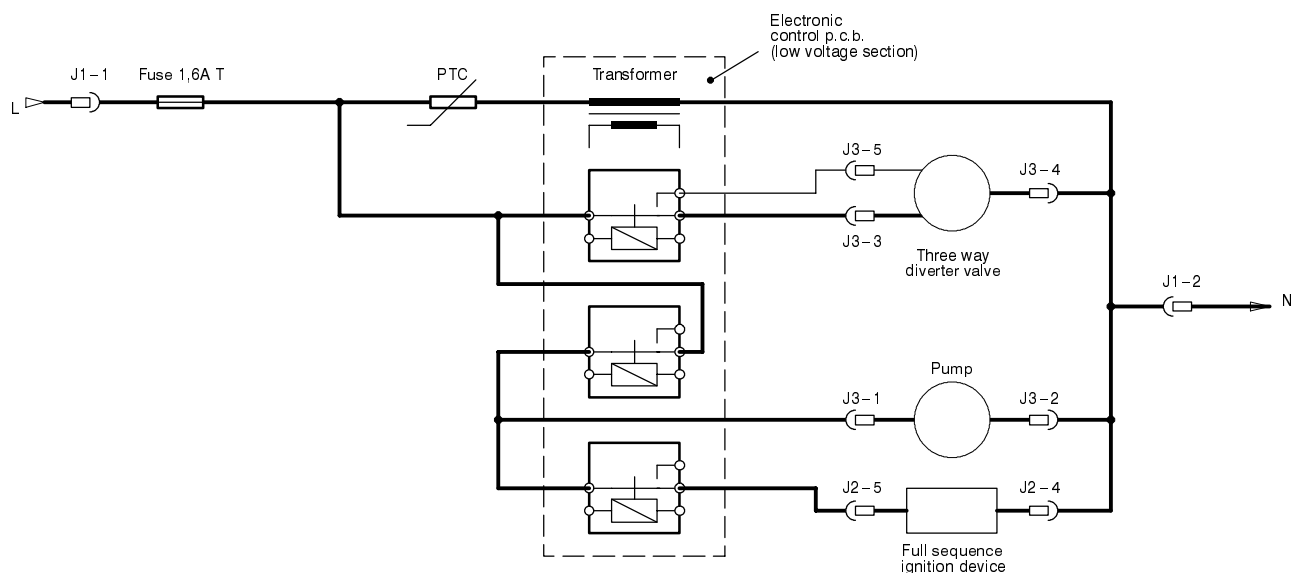 Electronic
control p.c.b.
(low voltage section)
J1-1
Fuse 1,6A T
PTC
Transformer
L
J3-5
J3-4
J3-3
Three way
diverter valve
J1-2
N
Pump
J3-1
J3-2
J2-5
J2-4
Full sequence
ignition device